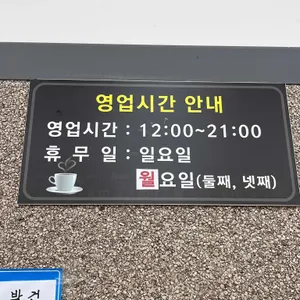 영업시간 안내
영업시간 : 12:00~21:00
휴 무 일 : 일요일
월요일(둘째, 넷째)